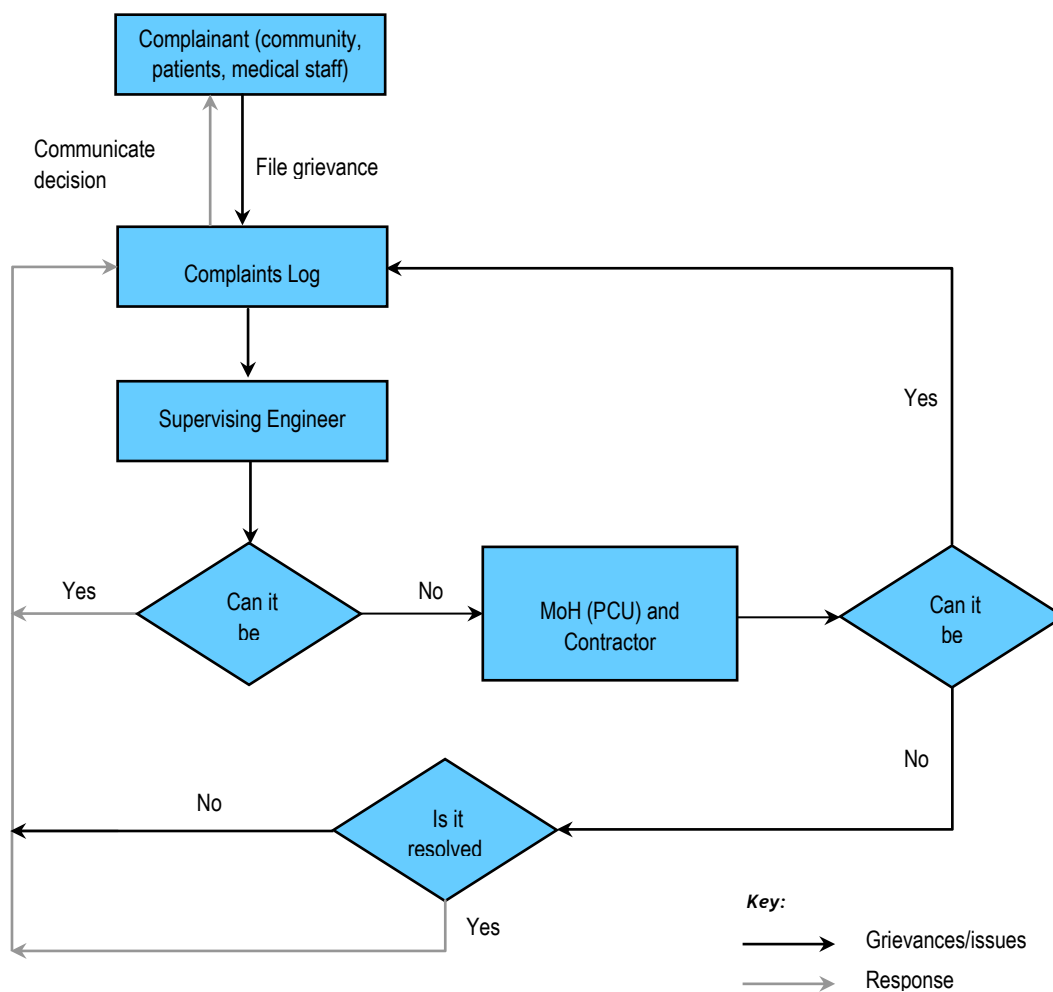 Complainant (community,
patients, medical staff)
Communicate
decision
File grievance
Complaints Log
Yes
Supervising Engineer
Yes
Can it
be
No
MoH (PCU) and
Contractor
Can it
be
No
No
Is it
resolved
Yes
Key:
Grievances/issues
Response